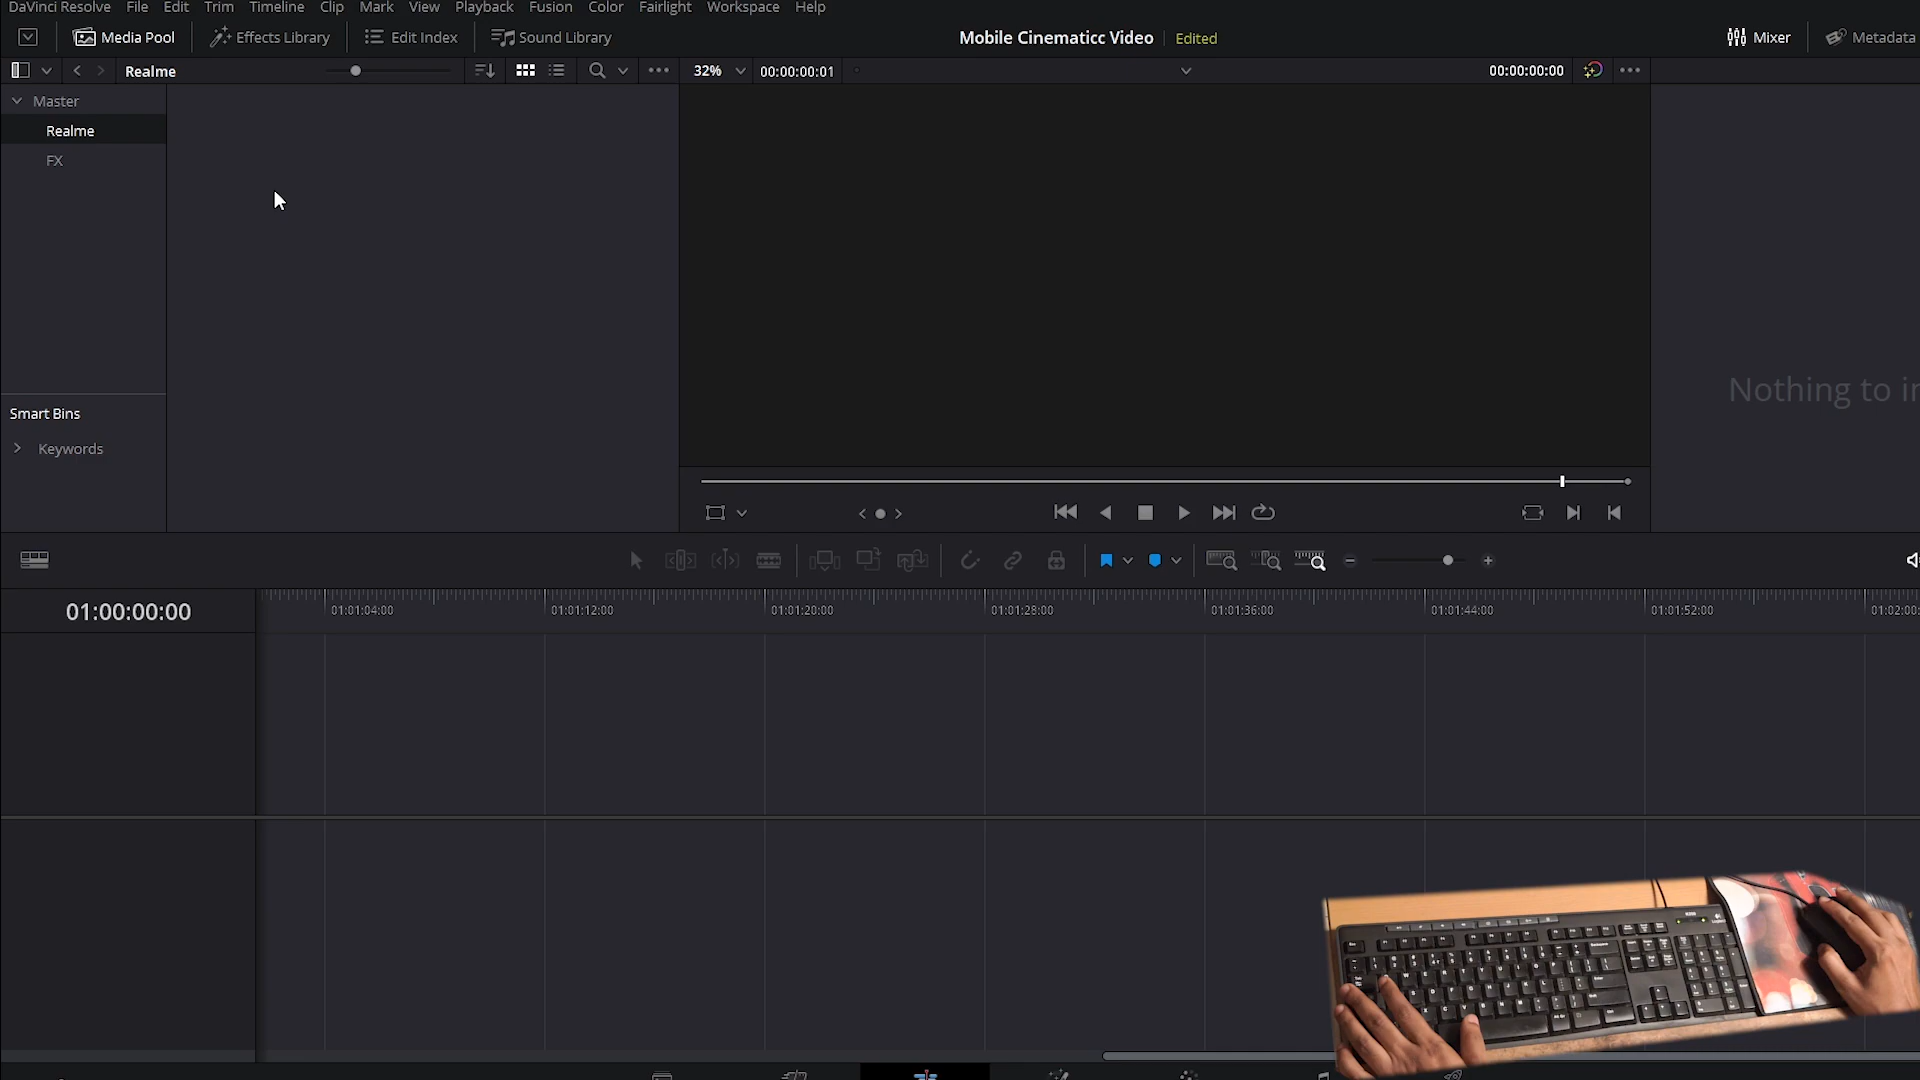 DaVinci Resolve File Edit Trim Timeline Clip Mark View Playback Fusion Color Fairlight Workspace Help
Media Pool Effects Library Edit Index Sound Library Mobile Cinematicc Video Edited Mixer Metadata
Realme 32% 00:00:00:01 00:00:00:00
Master
Realme
FX
Nothing to in
Smart Bins
Keywords
01:00:00:00 01:01:04:00 01:01:12:00 01:01:20:00 01:01:28:00 01:01:36:00 01:01:44:00 01:01:52:00 01:02:00: